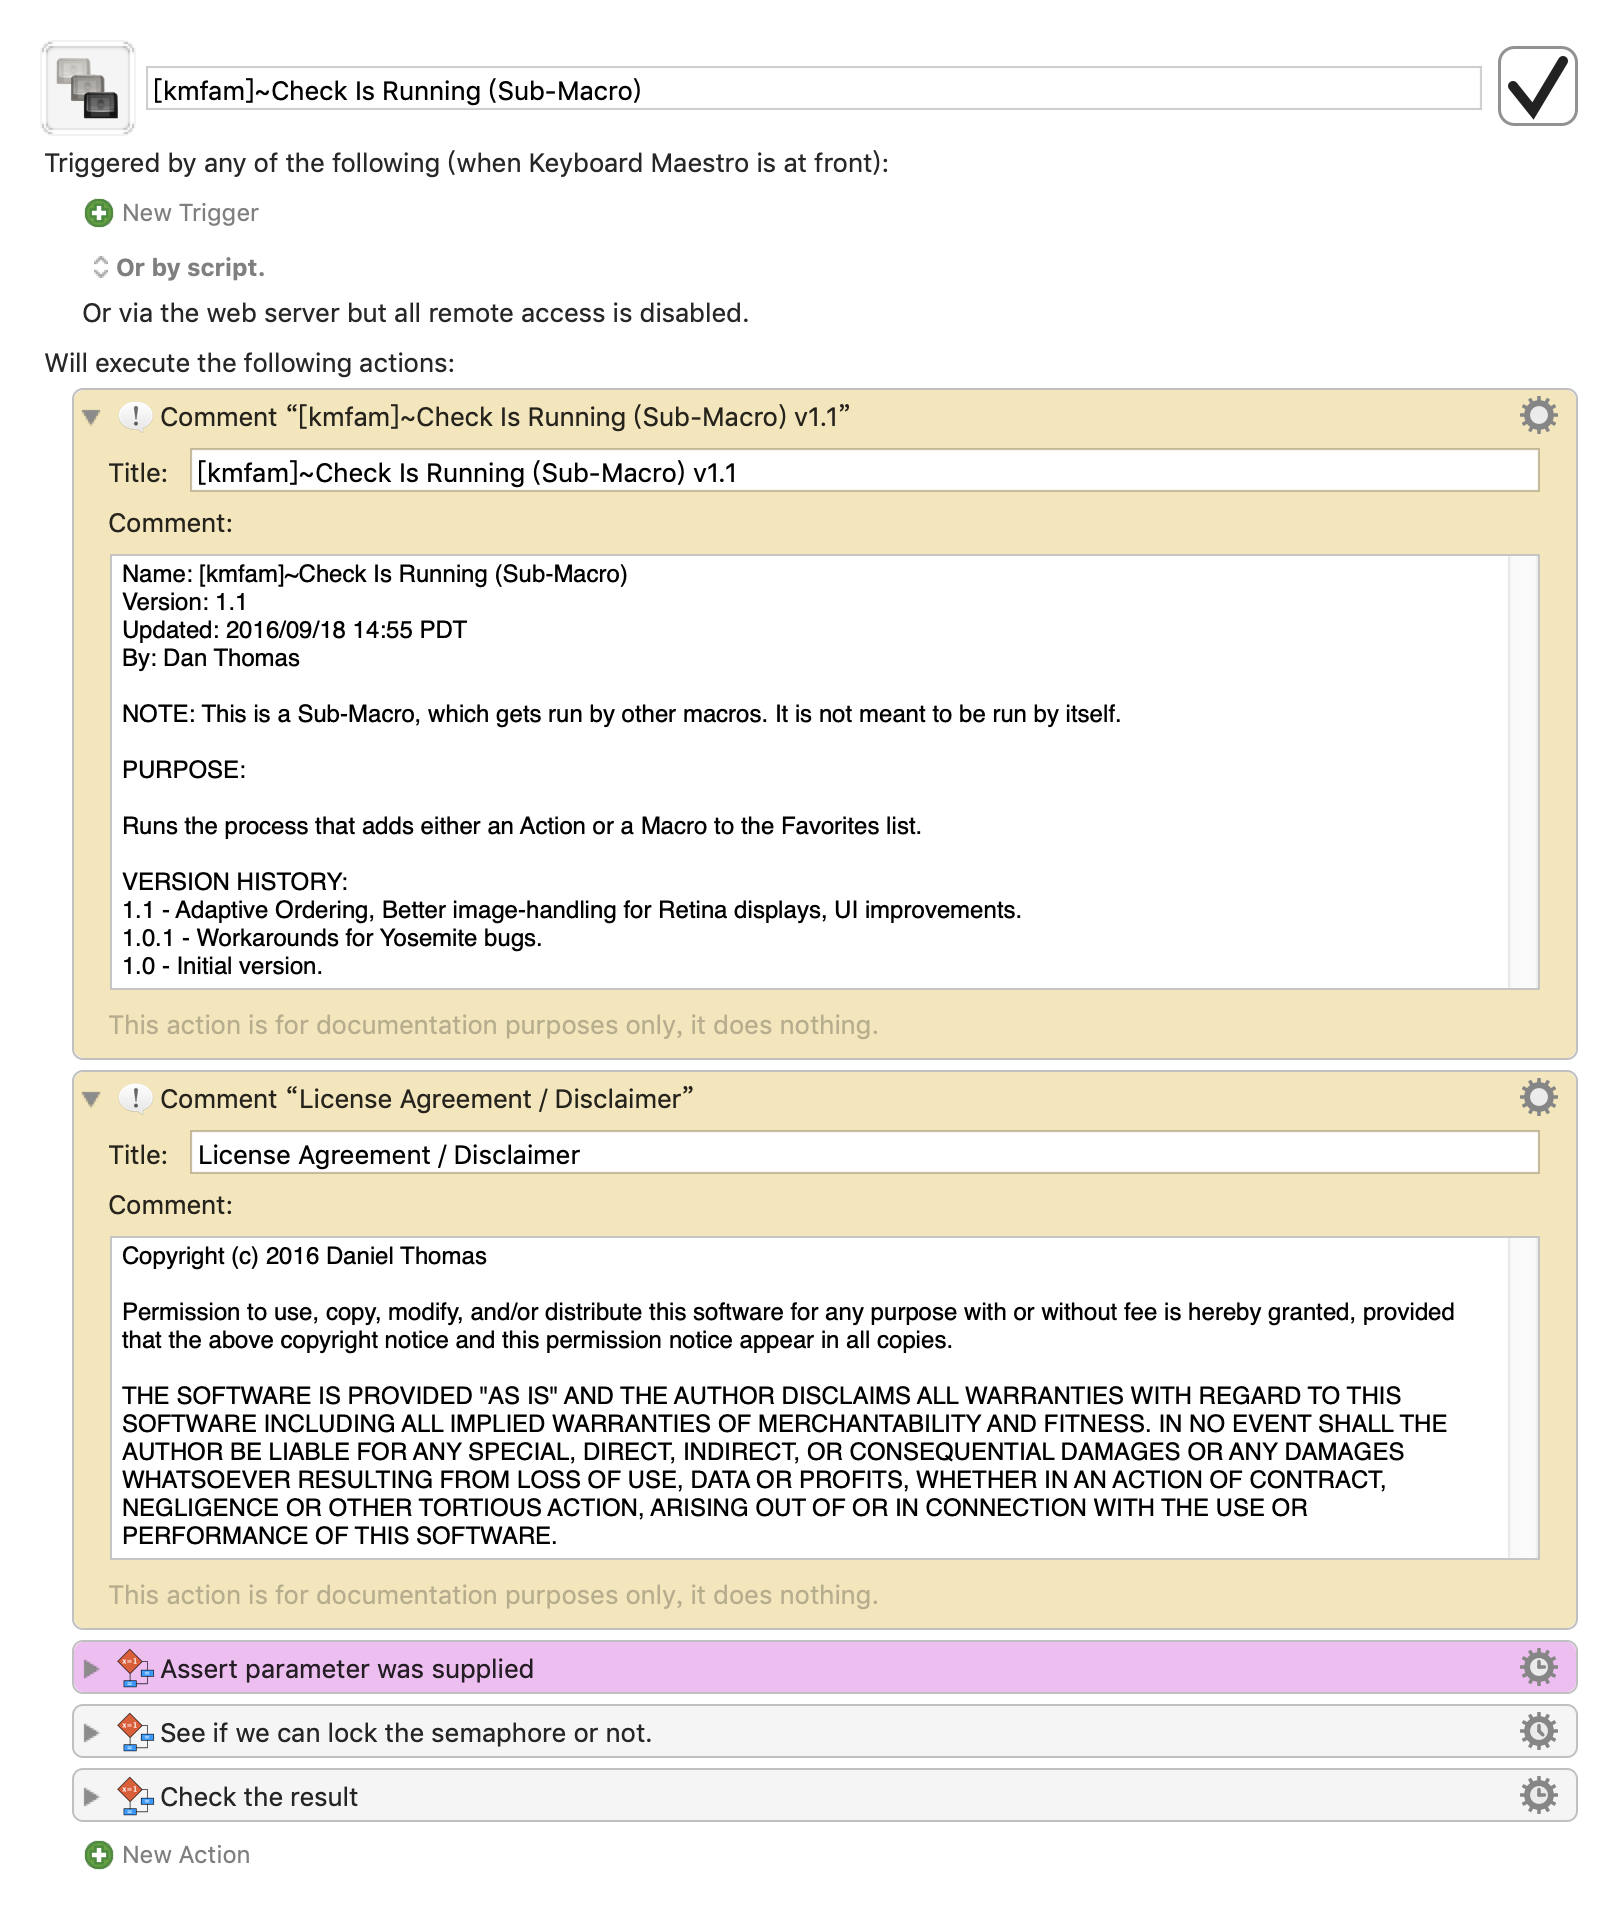 [kmfam]~Check Is Running (Sub-Macro)
Triggered by any of the following (when Keyboard Maestro is at front):
New Trigger
Or by script.
Or via the web server but all remote access is disabled.
Will execute the following actions:
Comment “[kmfam]~Check Is Running (Sub-Macro) v1.1”
Title: [kmfam]~Check Is Running (Sub-Macro) v1.1
Comment:
Name: [kmfam]~Check Is Running (Sub-Macro)
Version: 1.1
Updated: 2016/09/18 14:55 PDT
By: Dan Thomas
NOTE: This is a Sub-Macro, which gets run by other macros. It is not meant to be run by itself.
PURPOSE:
Runs the process that adds either an Action or a Macro to the Favorites list.
VERSION HISTORY:
1.1 - Adaptive Ordering, Better image-handling for Retina displays, UI improvements.
1.0.1 - Workarounds for Yosemite bugs.
1.0 - Initial version.
This action is for documentation purposes only, it does nothing.
Comment “License Agreement / Disclaimer”
Title: License Agreement / Disclaimer
Comment:
Copyright (c) 2016 Daniel Thomas
Permission to use, copy, modify, and/or distribute this software for any purpose with or without fee is hereby granted, provided
that the above copyright notice and this permission notice appear in all copies.
THE SOFTWARE IS PROVIDED "AS IS" AND THE AUTHOR DISCLAIMS ALL WARRANTIES WITH REGARD TO THIS
SOFTWARE INCLUDING ALL IMPLIED WARRANTIES OF MERCHANTABILITY AND FITNESS. IN NO EVENT SHALL THE
AUTHOR BE LIABLE FOR ANY SPECIAL, DIRECT, INDIRECT, OR CONSEQUENTIAL DAMAGES OR ANY DAMAGES
WHATSOEVER RESULTING FROM LOSS OF USE, DATA OR PROFITS, WHETHER IN AN ACTION OF CONTRACT,
NEGLIGENCE OR OTHER TORTIOUS ACTION, ARISING OUT OF OR IN CONNECTION WITH THE USE OR
PERFORMANCE OF THIS SOFTWARE.
This action is for documentation purposes only, it does nothing.
Assert parameter was supplied
See if we can lock the semaphore or not.
Check the result
New Action